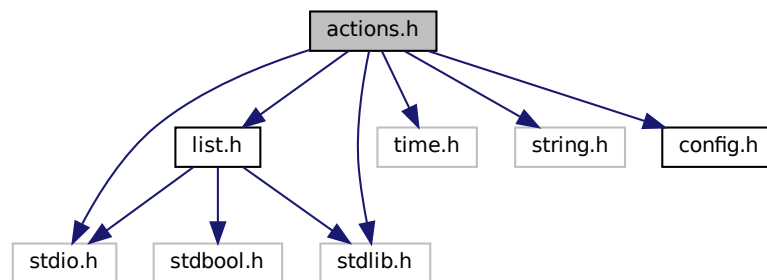 actions.h
list.h
time.h
string.h
config.h
stdio.h
stdbool.h
stdlib.h